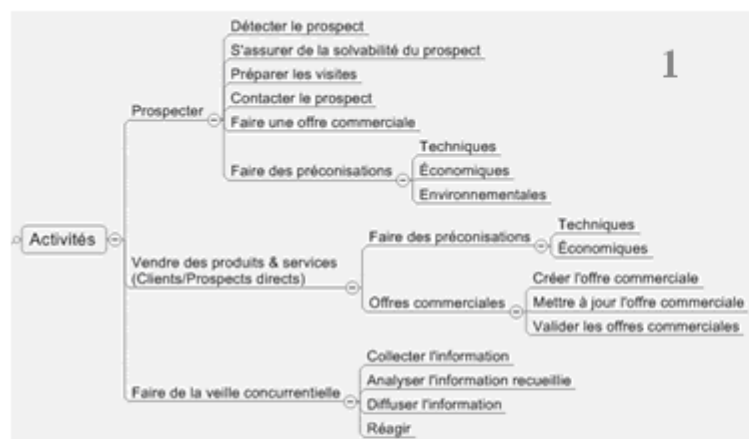 1
Activités
Prospecter
Détecter le prospect
S'assurer de la solvabilité du prospect
Préparer les visites
Contacter le prospect
Faire une offre commerciale
Faire des préconisations
Techniques
Économiques
Environnementales
Vendre des produits & services
(Clients/Prospects directs)
Faire des préconisations
Techniques
Économiques
Offres commerciales
Créer l'offre commerciale
Mettre à jour l'offre commerciale
Valider les offres commerciales
Faire de la veille concurrentielle
Collecter l'information
Analyser l'information recueillie
Diffuser l'information
Réagir